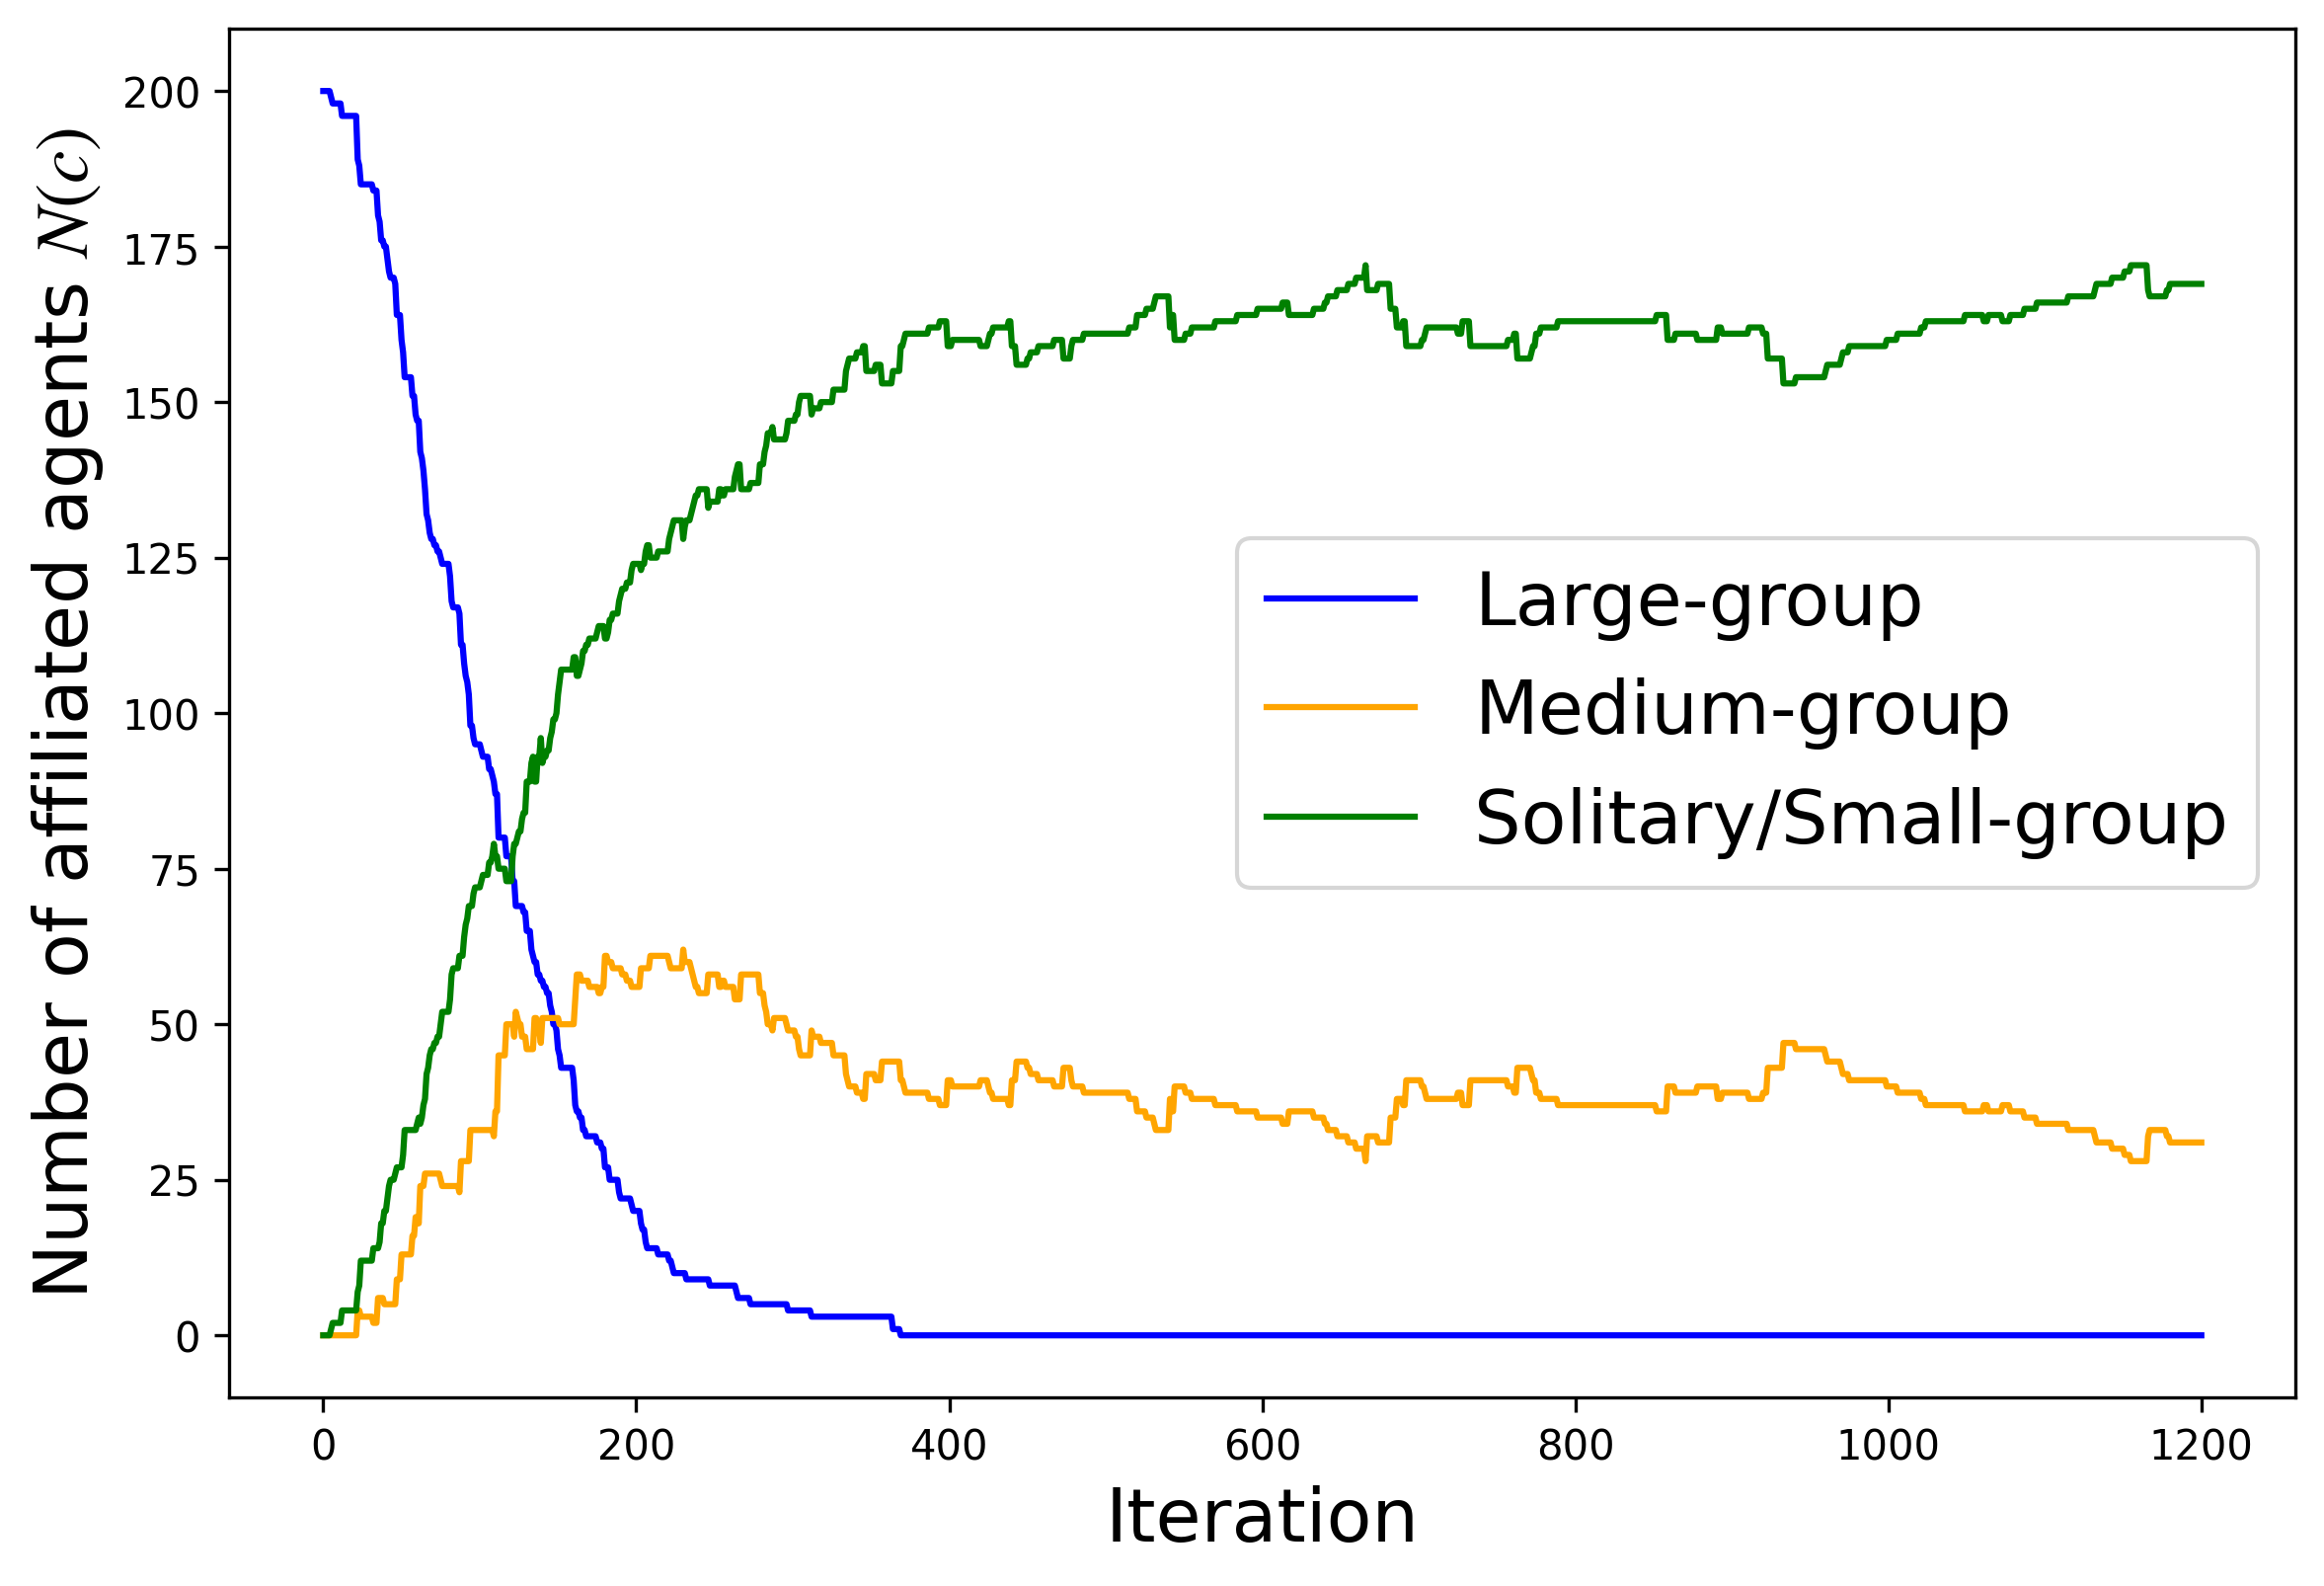 Number of affiliated agents N(c)
200
175
150
125
100
75
50
25
0
Large-group
Medium-group
Solitary/Small-group
0 200 400 600 800 1000 1200
Iteration